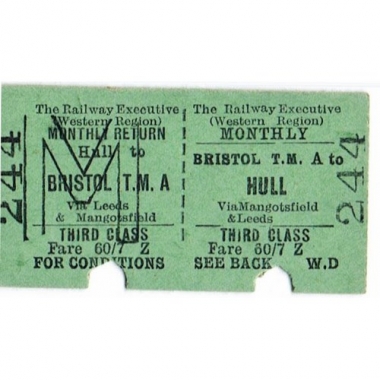 The Railway Executive
(Western Region)
MONTHLY RETURN
Hull to
BRISTOL T.M. A
Via Leeds
& Mangotsfield
THIRD CLASS
Fare 60/7 Z
FOR CONDITIONS
M
244
The Railway Executive
(Western Region)
MONTHLY
BRISTOL T.M. A to
HULL
Via Mangotsfield
& Leeds
THIRD CLASS
Fare 60/7 Z
SEE BACK W.D
244